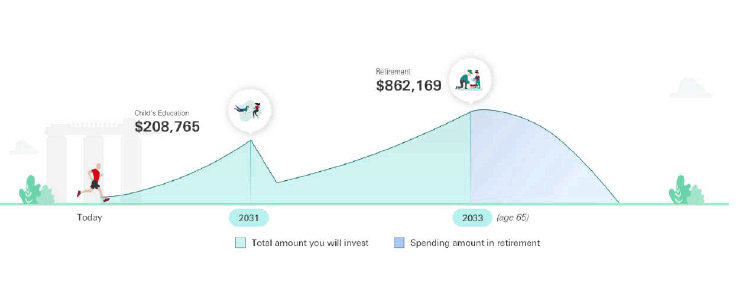 Retirement
$862,169
Child's Education
$208,765
Today
2031
2033 (age 65)
Total amount you will invest
Spending amount in retirement